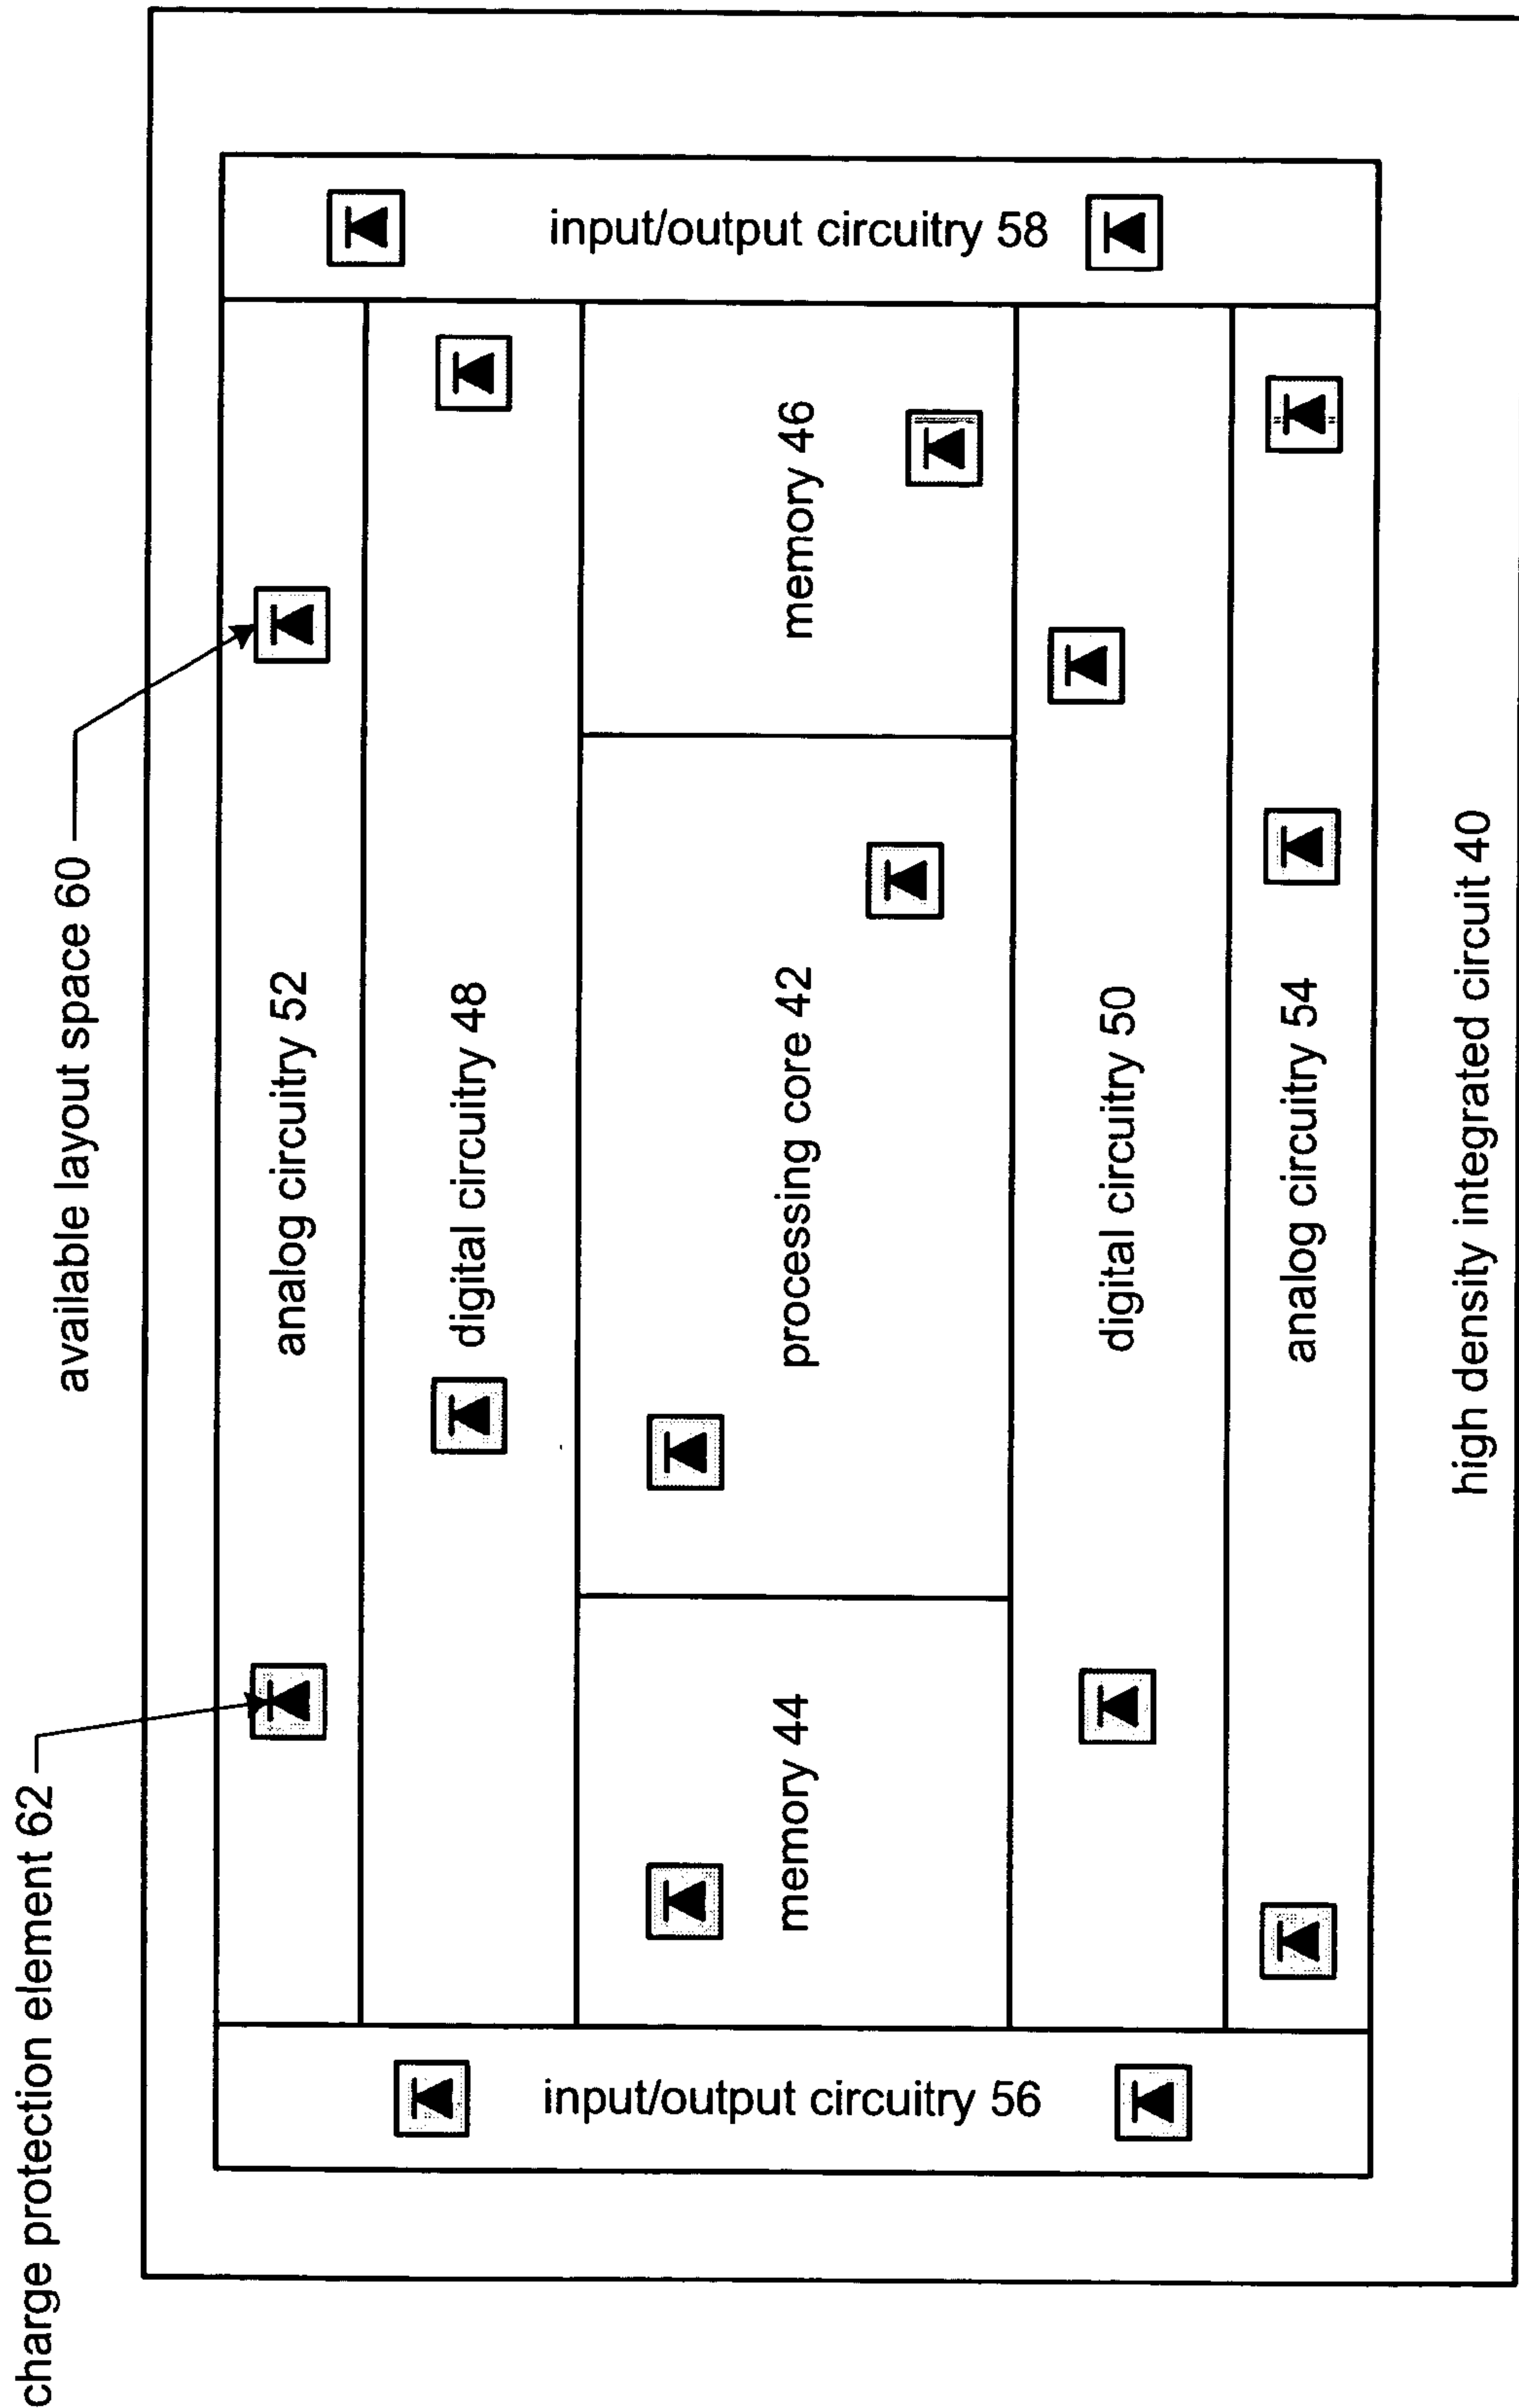 charge protection element 62
available layout space 60
analog circuitry 52
digital circuitry 48
input/output circuitry 56
memory 44
processing core 42
memory 46
input/output circuitry 58
digital circuitry 50
analog circuitry 54
high density integrated circuit 40